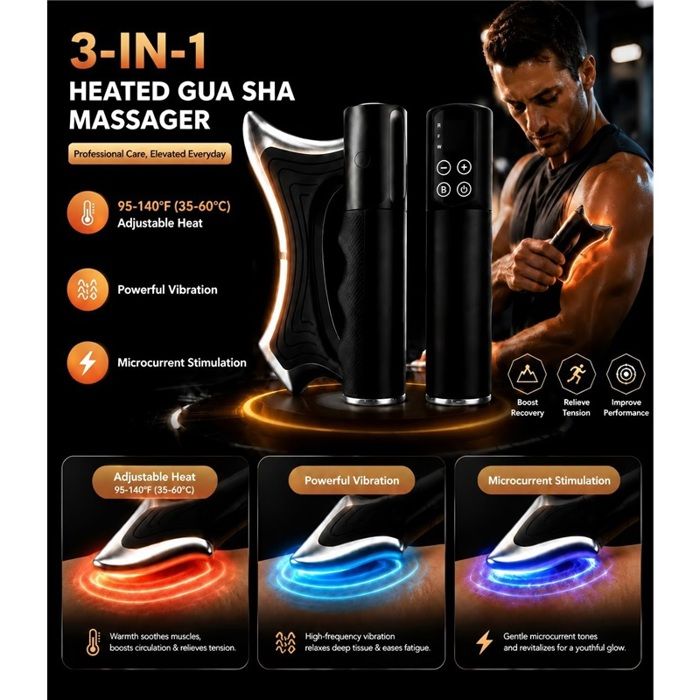 3-IN-1
HEATED GUA SHA
MASSAGER
Professional Care, Elevated Everyday
95-140°F (35-60°C)
Adjustable Heat
Powerful Vibration
Microcurrent Stimulation
B
Boost
Recovery
Relieve
Tension
Improve
Performance
Adjustable Heat
95-140°F (35-60°C)
Warmth soothes muscles,
boosts circulation & relieves tension.
Powerful Vibration
High-frequency vibration
relaxes deep tissue & eases fatigue.
Microcurrent Stimulation
Gentle microcurrent tones
and revitalizes for a youthful glow.